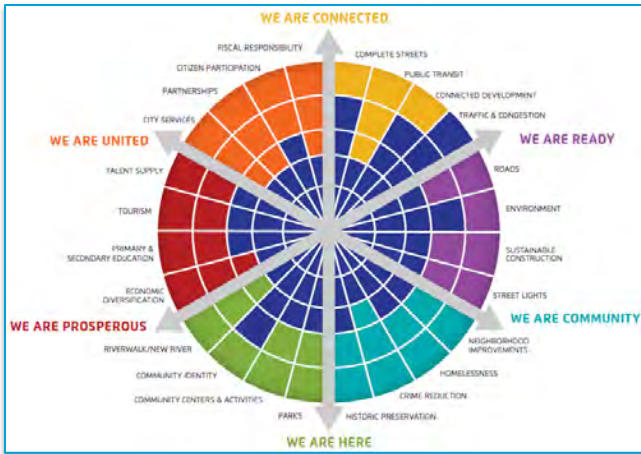 WE ARE CONNECTED
FISCAL RESPONSIBILITY
COMPLETE STREETS
CITIZEN PARTICIPATION
PUBLIC TRANSIT
PARTNERSHIPS
CONNECTED DEVELOPMENT
CITY SERVICES
TRAFFIC & CONGESTION
WE ARE UNITED
WE ARE READY
TALENT SUPPLY
ROADS
TOURISM
ENVIRONMENT
PRIMARY &
SECONDARY EDUCATION
SUSTAINABLE
CONSTRUCTION
ECONOMIC
DIVERSIFICATION
STREET LIGHTS
WE ARE PROSPEROUS
WE ARE COMMUNITY
RIVERWALK/NEW RIVER
NEIGHBORHOOD
IMPROVEMENTS
COMMUNITY IDENTITY
HOMELESSNESS
COMMUNITY CENTERS & ACTIVITIES
CRIME REDUCTION
PARKS
HISTORIC PRESERVATION
WE ARE HERE